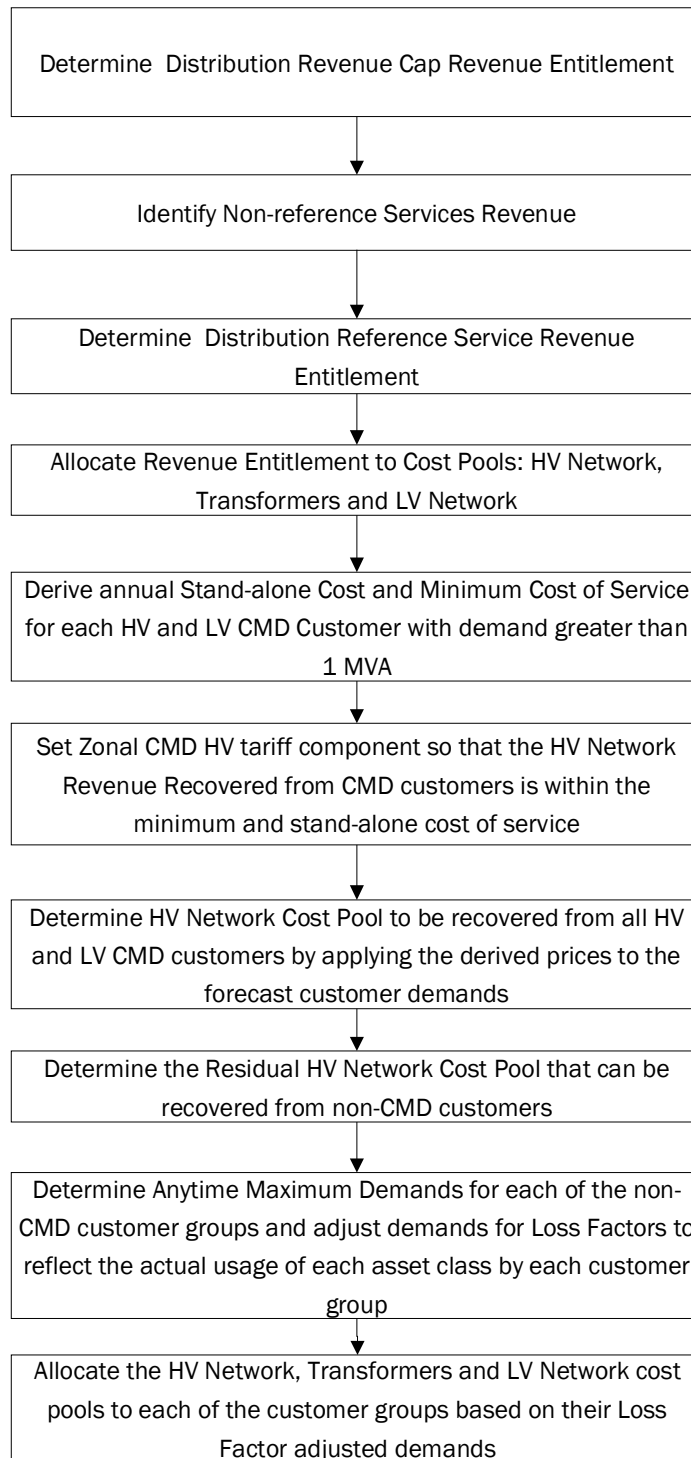 Determine Distribution Revenue Cap Revenue Entitlement
Identify Non-reference Services Revenue
Determine Distribution Reference Service Revenue
Entitlement
Allocate Revenue Entitlement to Cost Pools: HV Network,
Transformers and LV Network
Derive annual Stand-alone Cost and Minimum Cost of Service
for each HV and LV CMD Customer with demand greater than
1 MVA
Set Zonal CMD HV tariff component so that the HV Network
Revenue Recovered from CMD customers is within the
minimum and stand-alone cost of service
Determine HV Network Cost Pool to be recovered from all HV
and LV CMD customers by applying the derived prices to the
forecast customer demands
Determine the Residual HV Network Cost Pool that can be
recovered from non-CMD customers
Determine Anytime Maximum Demands for each of the non-
CMD customer groups and adjust demands for Loss Factors to
reflect the actual usage of each asset class by each customer
group
Allocate the HV Network, Transformers and LV Network cost
pools to each of the customer groups based on their Loss
Factor adjusted demands